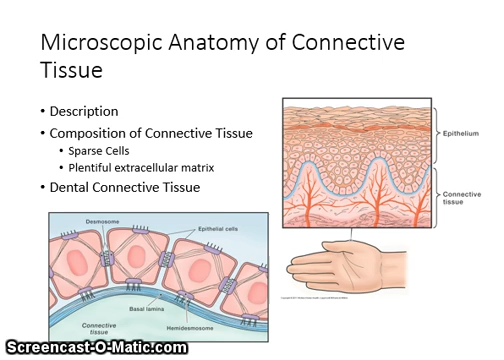 Microscopic Anatomy of Connective
Tissue
• Description
• Composition of Connective Tissue
• Sparse Cells
• Plentiful extracellular matrix
• Dental Connective Tissue
Epithelium
Connective
tissue
Desmosome
Epithelial cells
Basal lamina
Hemidesmosome
Connective
tissue
Screencast-O-Matic.com